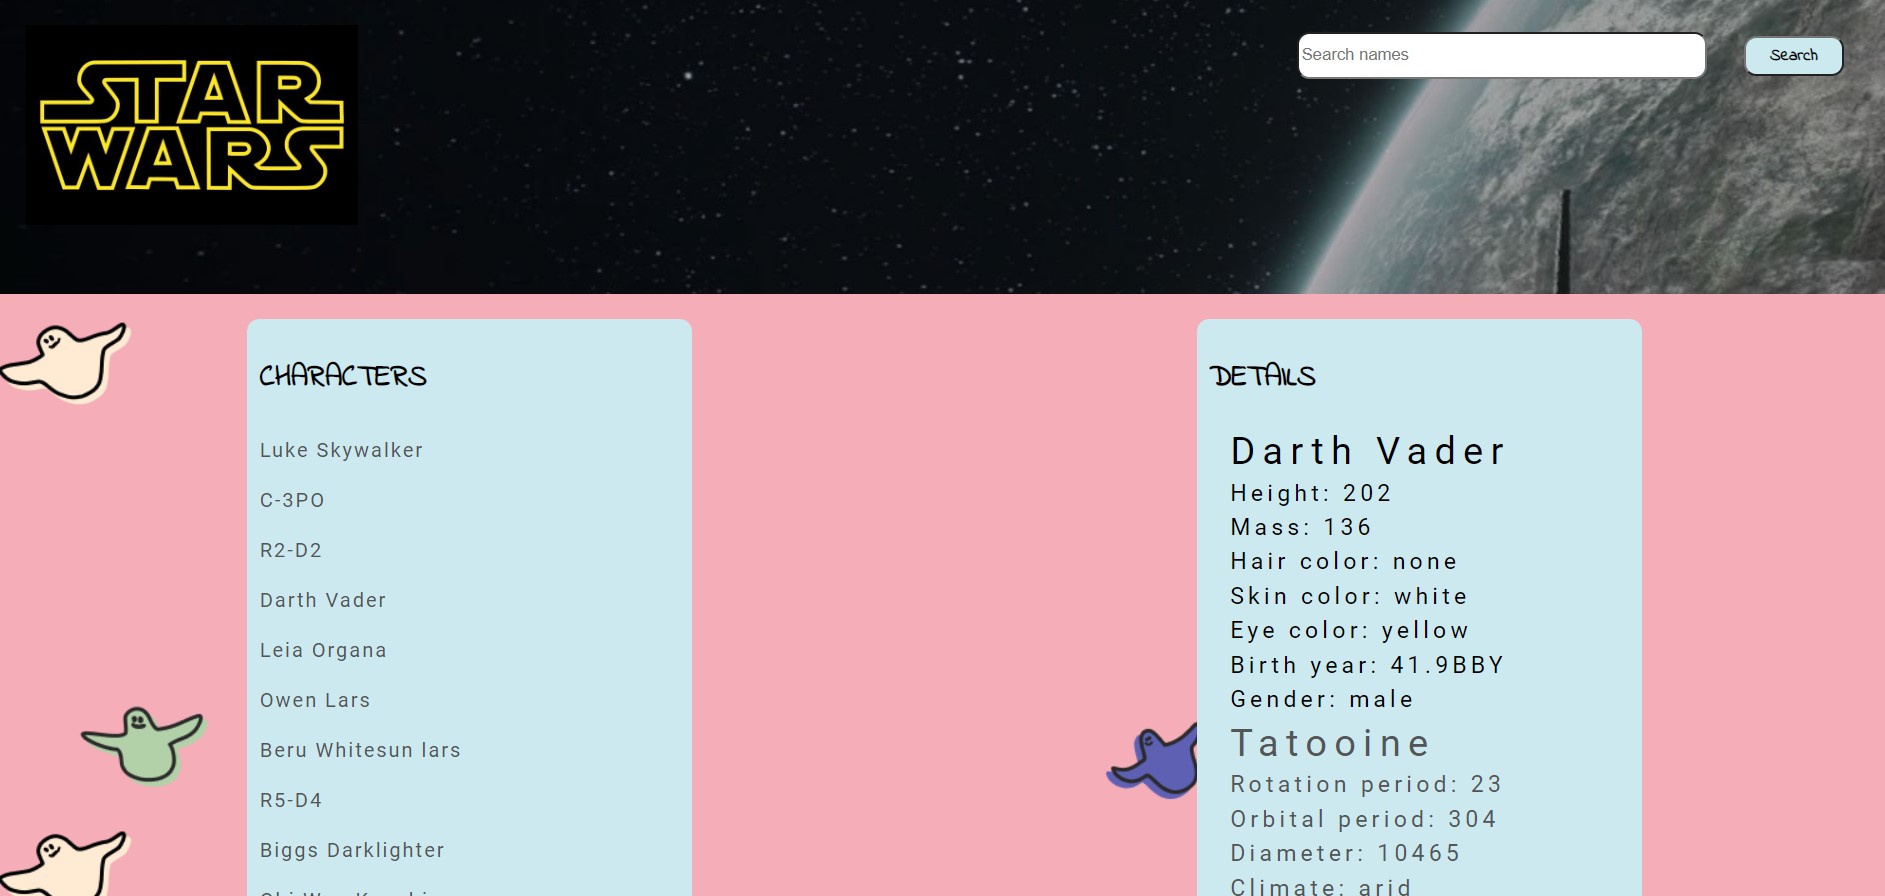 STAR
WARS
Search names
Search
CHARACTERS
Luke Skywalker
C-3PO
R2-D2
Darth Vader
Leia Organa
Owen Lars
Beru Whitesun lars
R5-D4
Biggs Darklighter
DETAILS
Darth Vader
Height: 202
Mass: 136
Hair color: none
Skin color: white
Eye color: yellow
Birth year: 41.9BBY
Gender: male
Tatooine
Rotation period: 23
Orbital period: 304
Diameter: 10465
Climate: arid